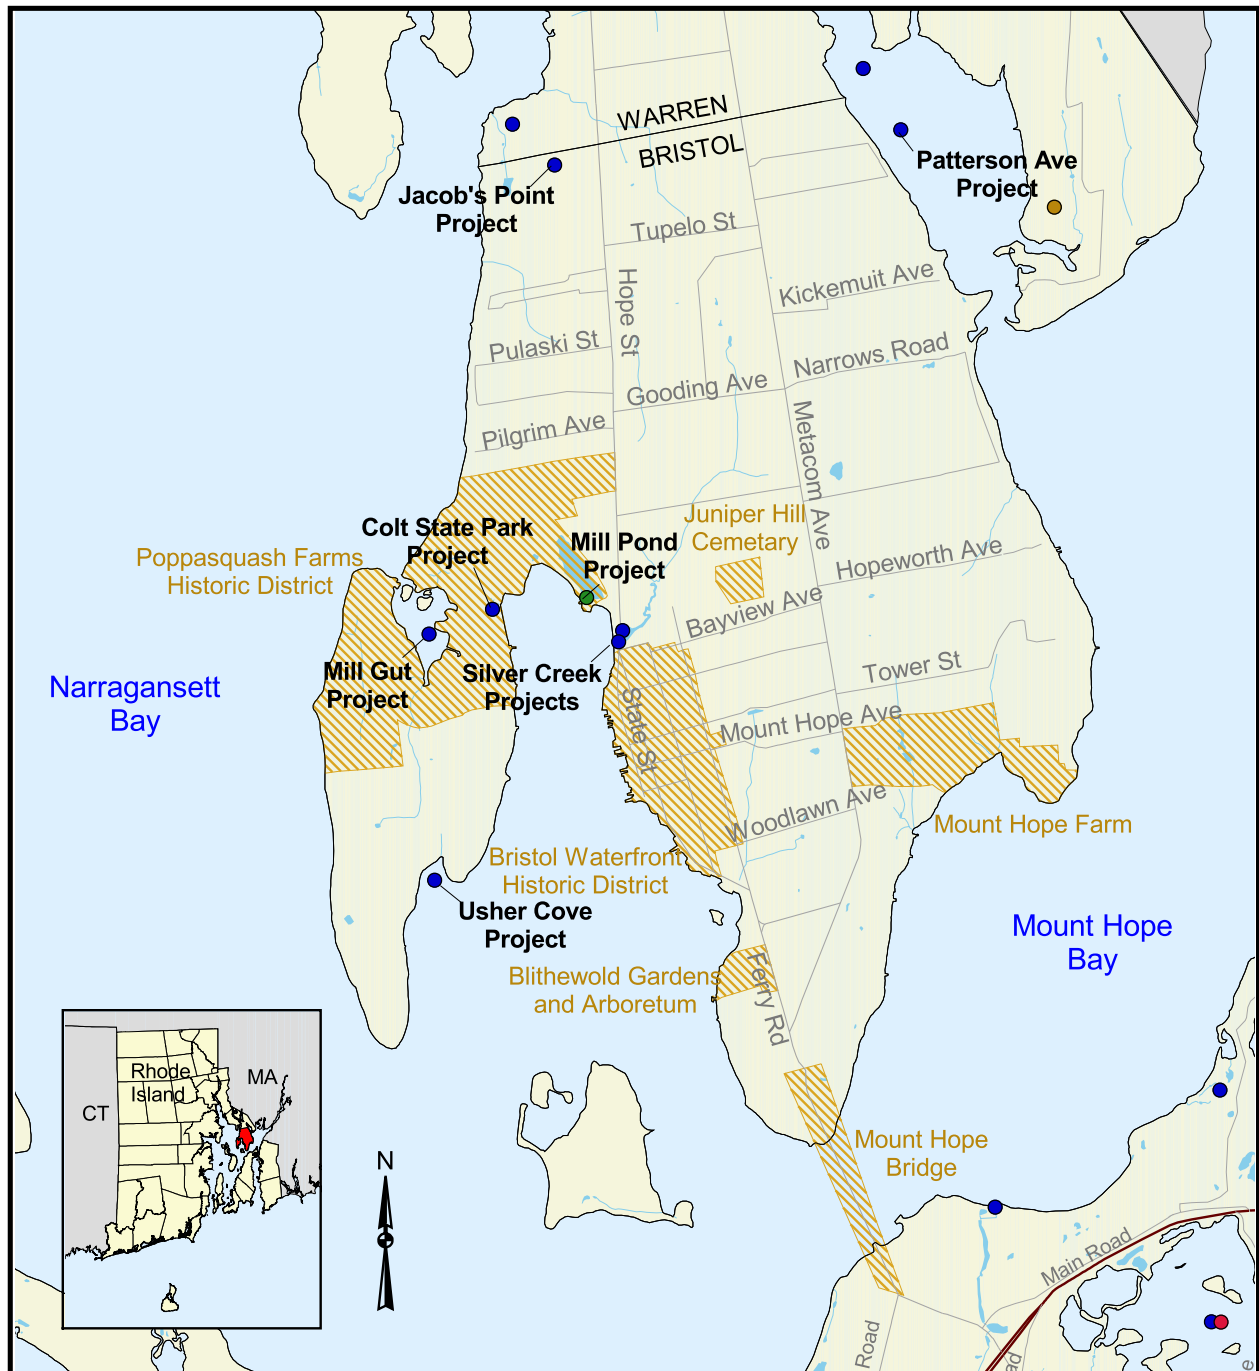 WARREN
BRISTOL
Patterson Ave
Project
Jacob's Point
Project
Tupelo St
Kickemuit Ave
Hope St
Pulaski St
Narrows Road
Gooding Ave
Pilgrim Ave
Metacom Ave
Juniper Hill
Cemetary
Colt State Park
Project
Mill Pond
Project
Poppasquash Farms
Historic District
Hopeworth Ave
Bayview Ave
Mill Gut
Project
Silver Creek
Projects
Tower St
Narragansett
Bay
State St
Mount Hope Ave
Woodlawn Ave
Mount Hope Farm
Bristol Waterfront
Historic District
Usher Cove
Project
Mount Hope
Bay
Blithewold Gardens
and Arboretum
Ferry Rd
Rhode
Island
MA
CT
N
Mount Hope
Bridge
Main Road
Road
ad
e